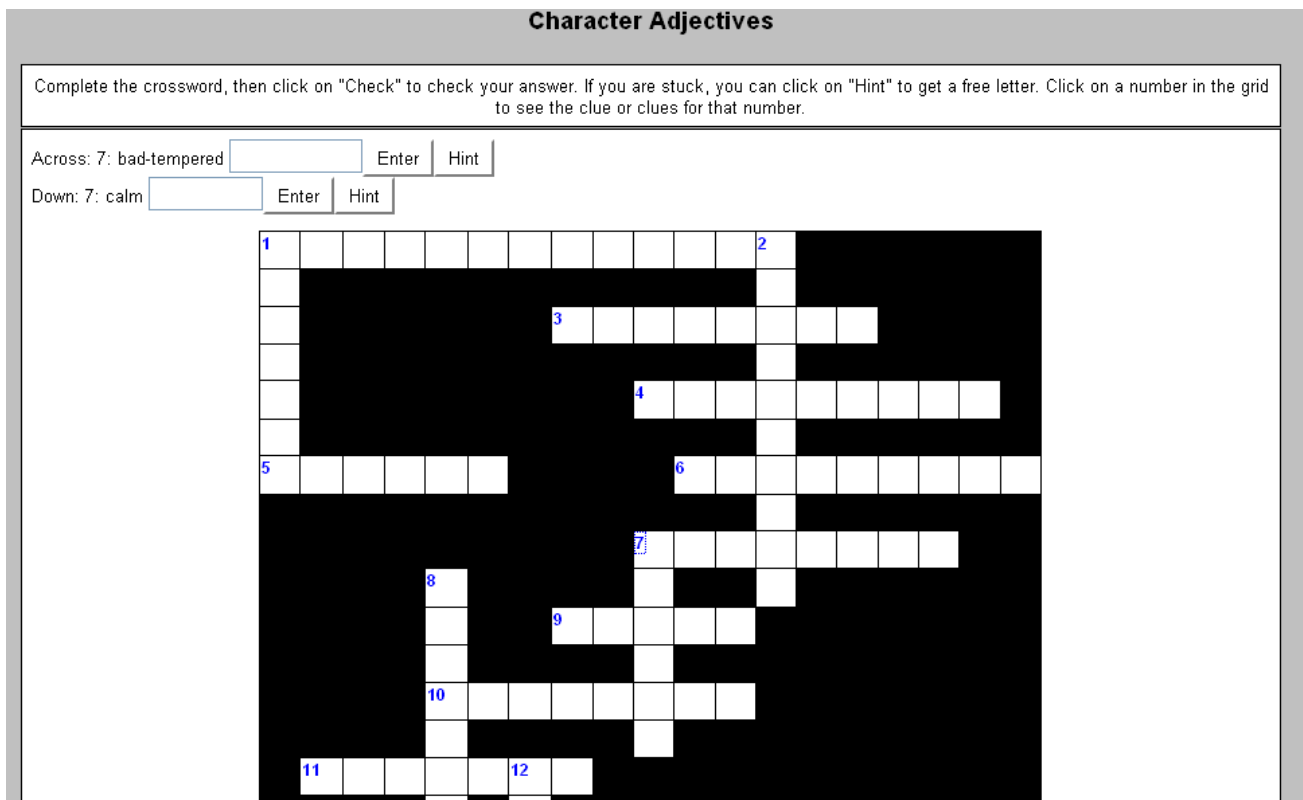 Character Adjectives
Complete the crossword, then click on "Check" to check your answer. If you are stuck, you can click on "Hint" to get a free letter. Click on a number in the grid
to see the clue or clues for that number.
Across: 7: bad-tempered Enter Hint
Down: 7: calm Enter Hint
1 2
3
4
5 6
7
8
9
10
11 12